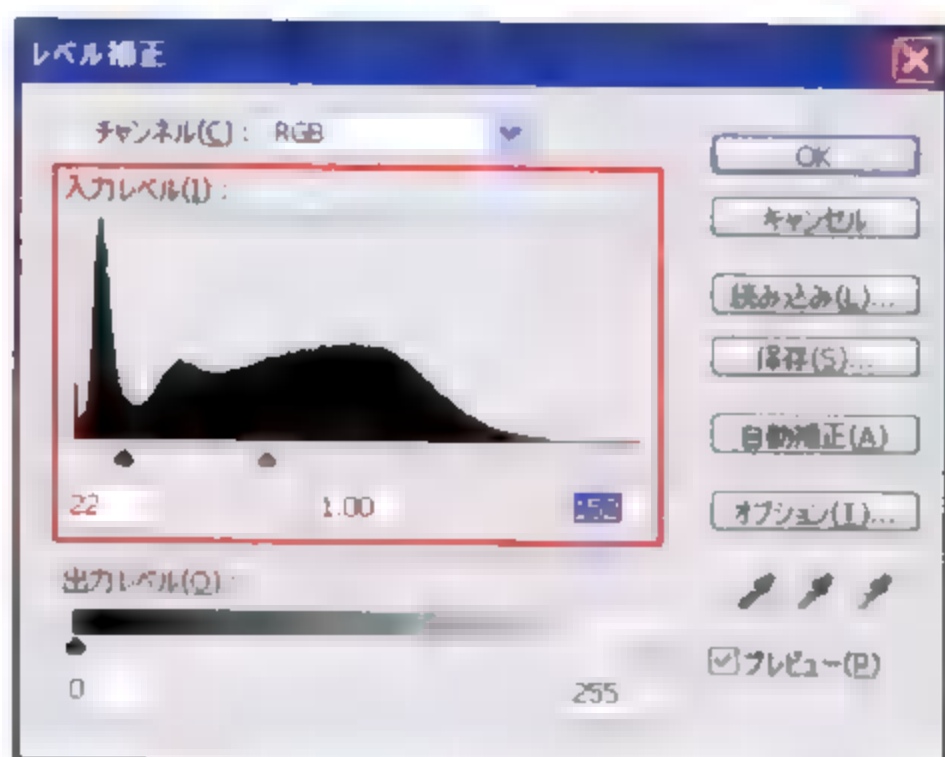 レベル補正
チャンネル(C): RGB
入力レベル(I):
22 1.00
出力レベル(O):
0 255
OK
キャンセル
読み込み(L)...
保存(S)...
自動補正(A)
オプション(T)...
プレビュー(P)